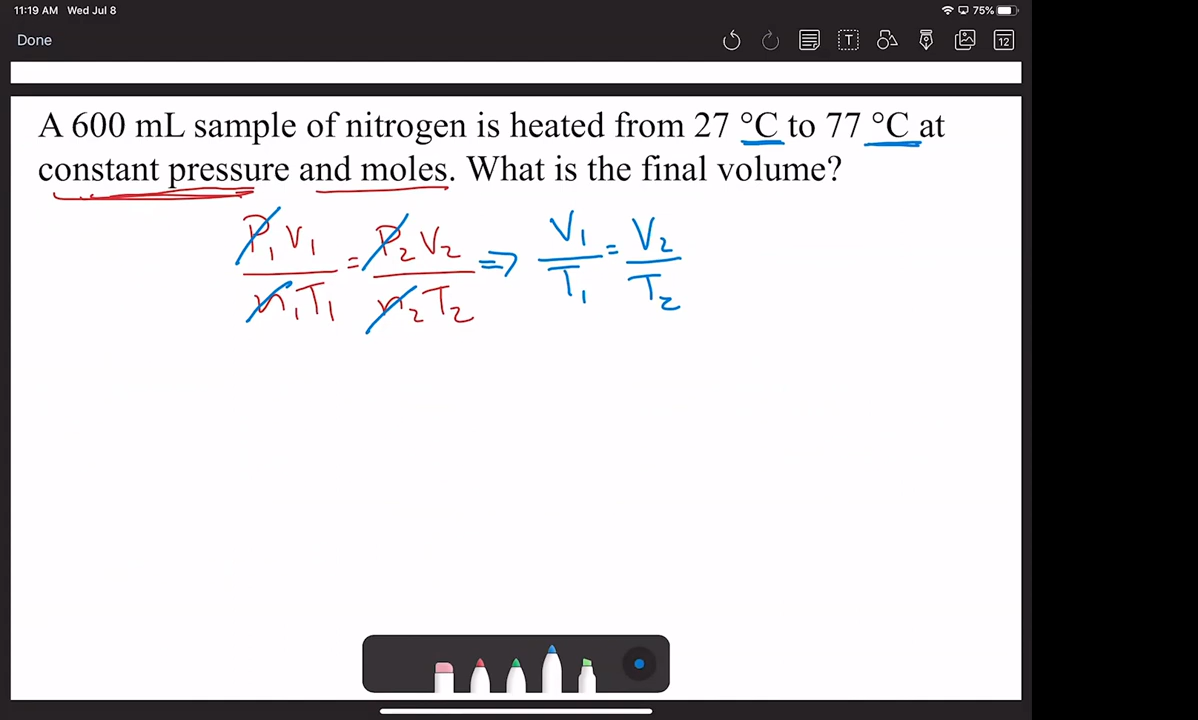 11:19 AM Wed Jul 8 75%
Done T 12
A 600 mL sample of nitrogen is heated from 27 °C to 77 °C at
constant pressure and moles. What is the final volume?
P₁V₁/n₁T₁ = P₂V₂/n₂T₂ ⇒ V₁/T₁ = V₂/T₂